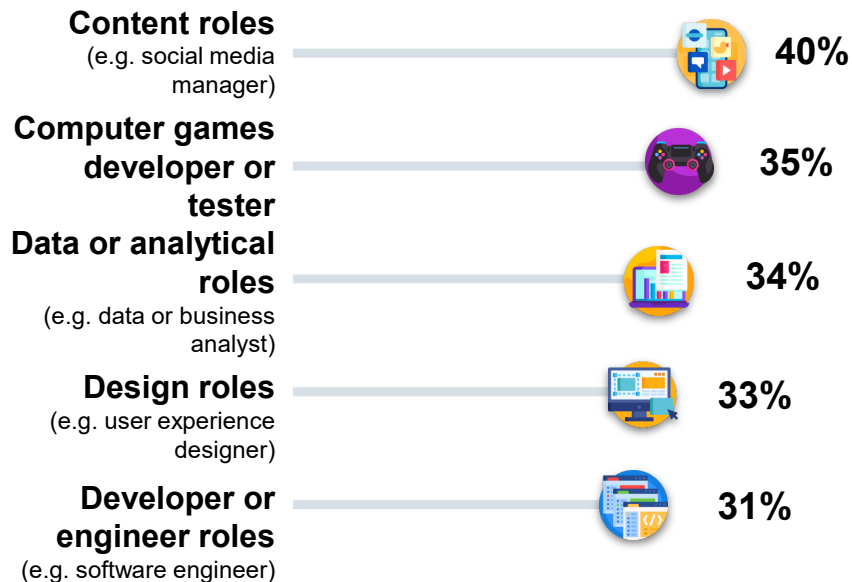 Content roles
(e.g. social media
manager)
40%
Computer games
developer or
tester
35%
Data or analytical
roles
(e.g. data or business
analyst)
34%
Design roles
(e.g. user experience
designer)
33%
Developer or
engineer roles
(e.g. software engineer)
31%